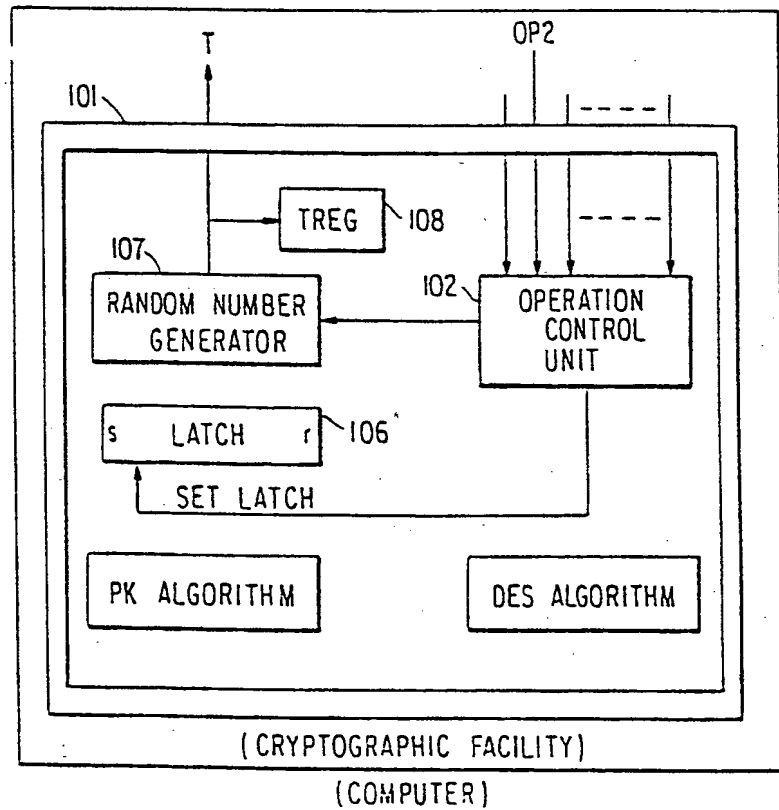 T
OP2
101
TREG
108
107
102
RANDOM NUMBER
GENERATOR
OPERATION
CONTROL
UNIT
s LATCH r
106
SET LATCH
PK ALGORITHM
DES ALGORITHM
(CRYPTOGRAPHIC FACILITY)
(COMPUTER)